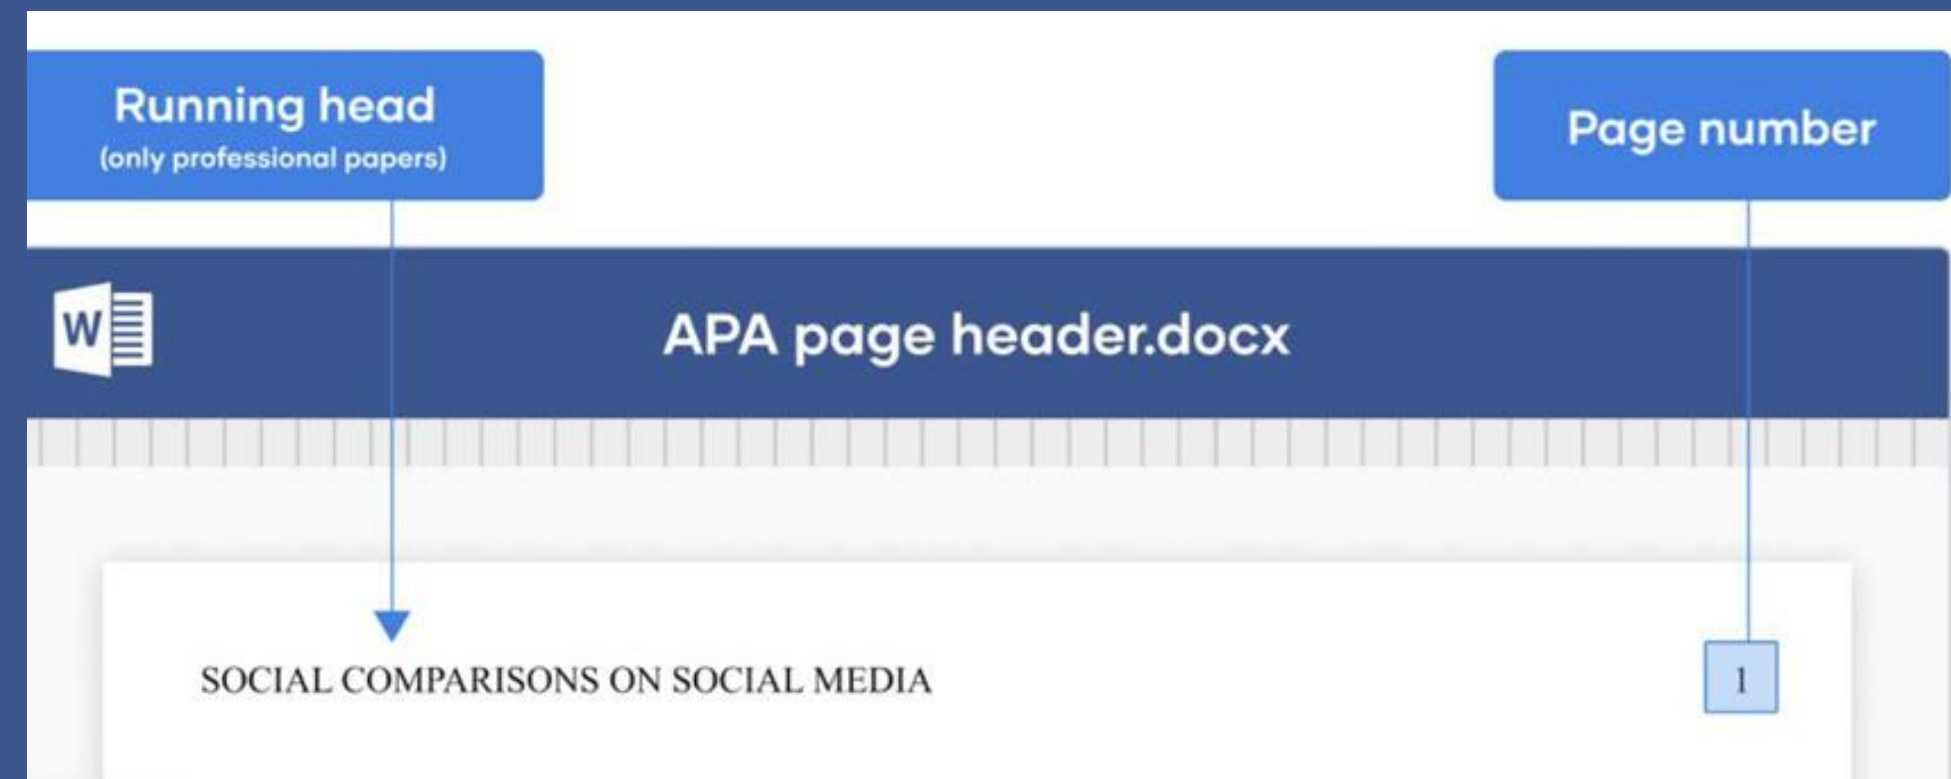 Running head
(only professional papers)
Page number
W
APA page header.docx
SOCIAL COMPARISONS ON SOCIAL MEDIA
1